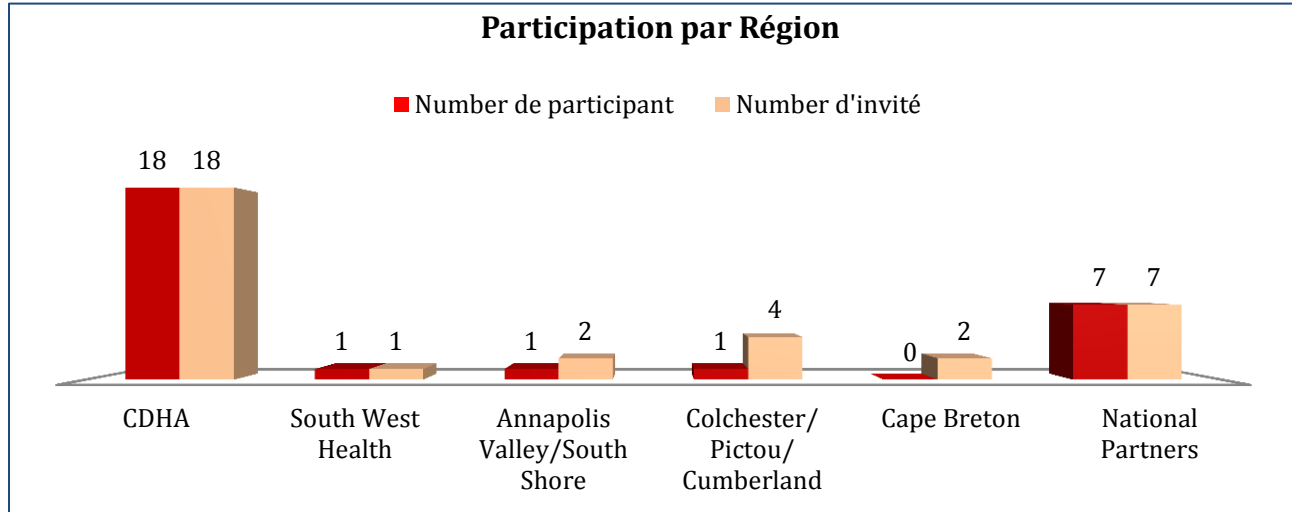 Participation par Région
Number de participant Number d'invité
18 18
1 1
1 2
1 4
0 2
7 7
CDHA
South West
Health
Annapolis
Valley/South
Shore
Colchester/
Pictou/
Cumberland
Cape Breton
National
Partners